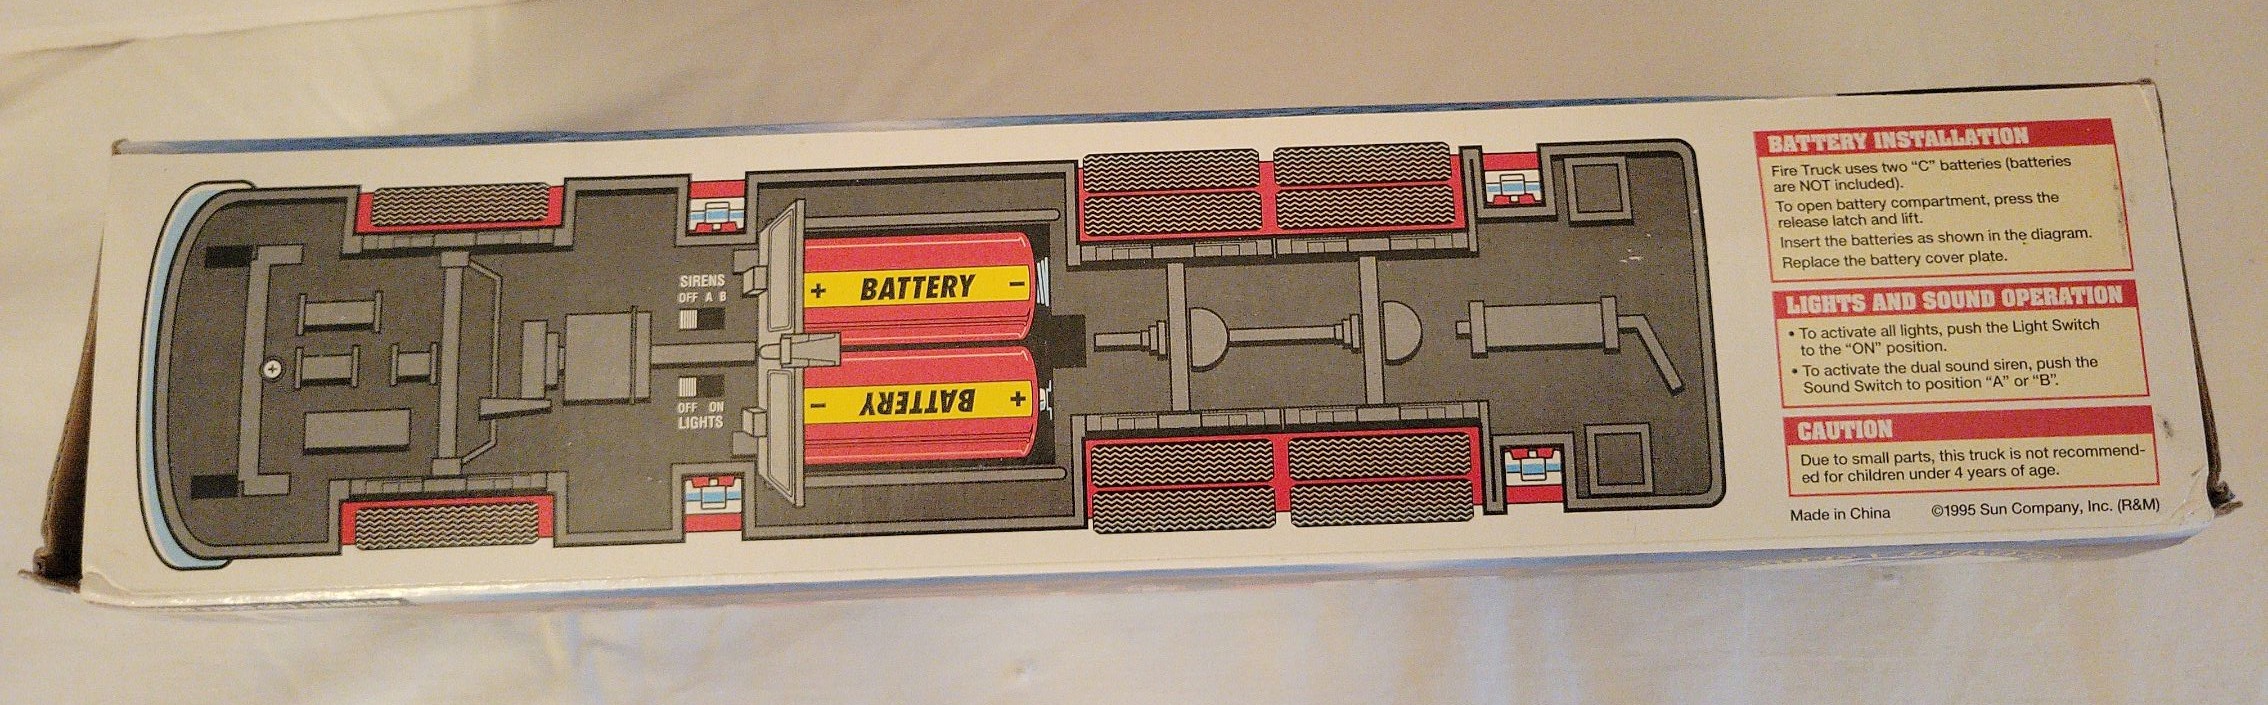 SIRENS
OFF A B
OFF ON
LIGHTS
+ BATTERY -
- BATTERY +
BATTERY INSTALLATION
Fire Truck uses two “C” batteries (batteries
are NOT included).
To open battery compartment, press the
release latch and lift.
Insert the batteries as shown in the diagram.
Replace the battery cover plate.
LIGHTS AND SOUND OPERATION
• To activate all lights, push the Light Switch
to the “ON” position.
• To activate the dual sound siren, push the
Sound Switch to position “A” or “B”.
CAUTION
Due to small parts, this truck is not recommend-
ed for children under 4 years of age.
Made in China ©1995 Sun Company, Inc. (R&M)